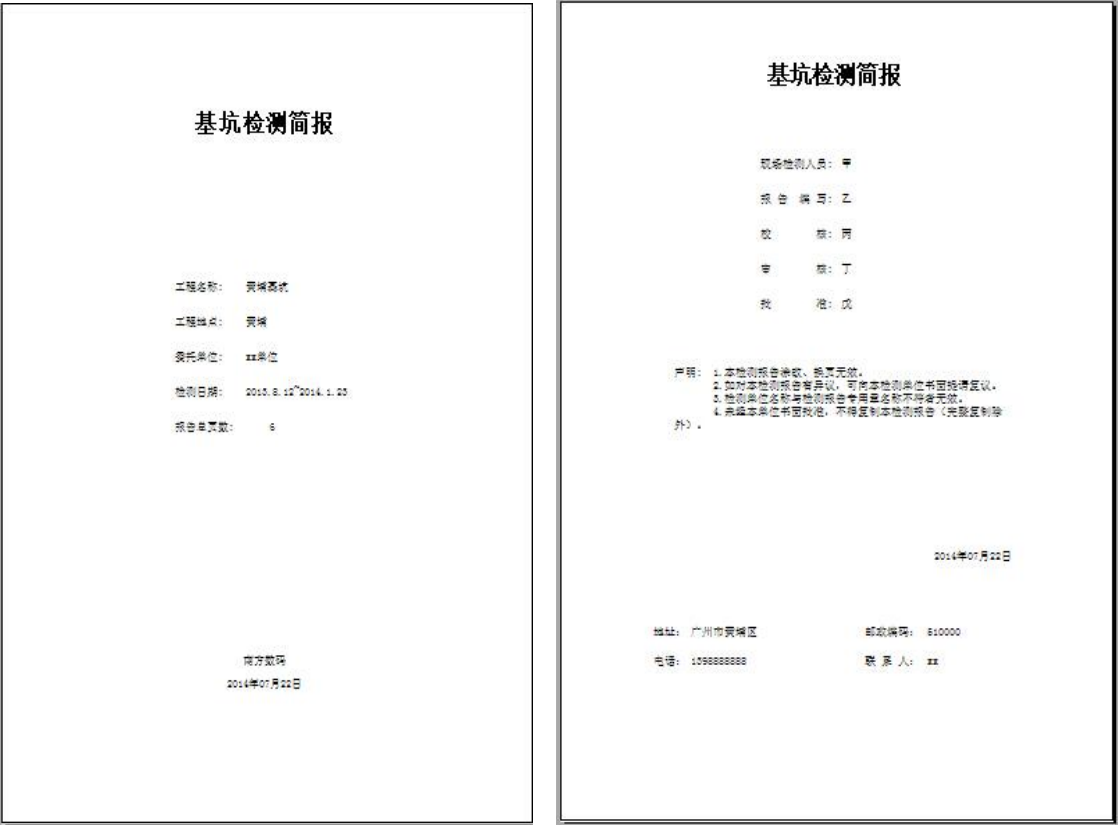 基坑检测简报
工程名称: 黄埔基坑
工程地点: 黄埔
委托单位: xx单位
检测日期: 2013.8.12~2014.1.23
报告单页数: 6
南方数码
2014年07月22日
基坑检测简报
现场检测人员: 甲
报 告 编 写: 乙
校 核: 丙
审 核: 丁
批 准: 戊
声明: 1.本检测报告涂改、换页无效。
2.如对本检测报告有异议，可向本检测单位书面提请复议。
3.检测单位名称与检测报告专用章名称不符者无效。
4.未经本单位书面批准，不得复制本检测报告（完整复制除
外）。
2014年07月22日
地址: 广州市黄埔区 邮政编码: 510000
电话: 1398888888 联 系 人: xx